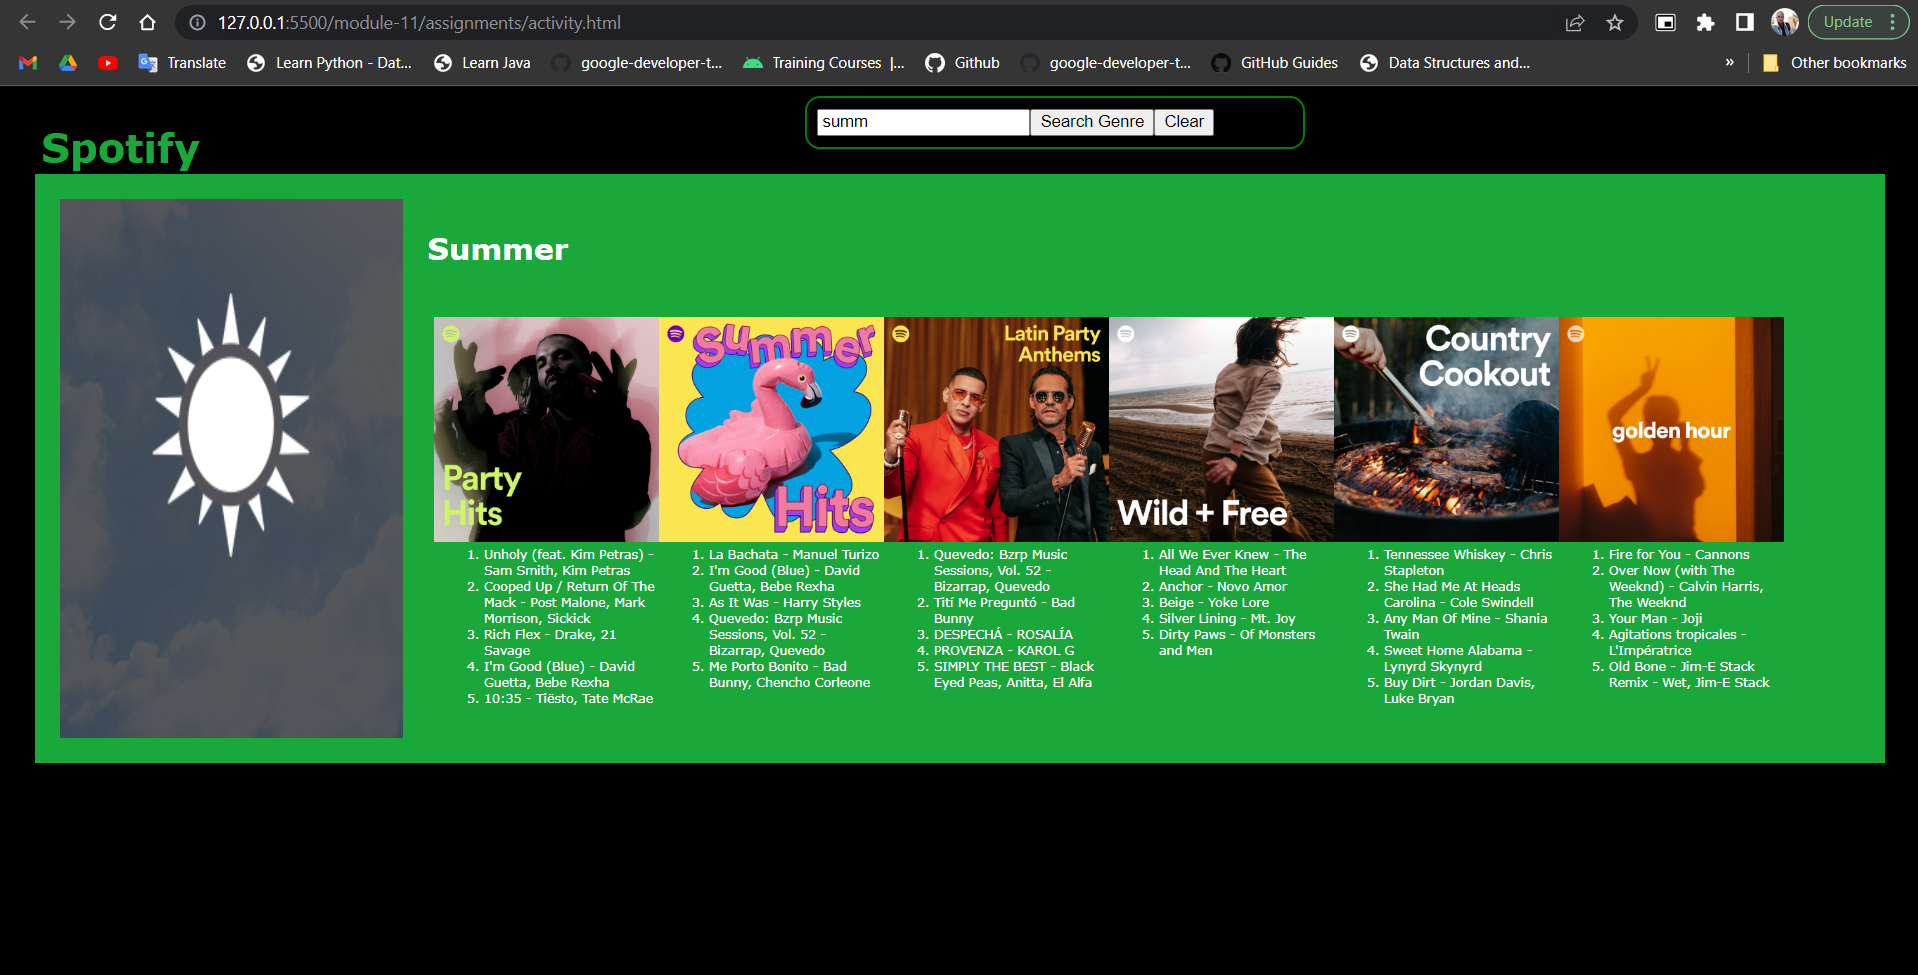 127.0.0.1:5500/module-11/assignments/activity.html
Update
Translate
Learn Python - Dat...
Learn Java
google-developer-t...
Training Courses |...
Github
google-developer-t...
GitHub Guides
Data Structures and...
»
Other bookmarks
summ
Search Genre
Clear
Spotify
Summer
Party
Hits
summer
Hits
Latin Party
Anthems
Wild + Free
Country
Cookout
golden hour
1. Unholy (feat. Kim Petras) -
Sam Smith, Kim Petras
2. Cooped Up / Return Of The
Mack - Post Malone, Mark
Morrison, Sickick
3. Rich Flex - Drake, 21
Savage
4. I'm Good (Blue) - David
Guetta, Bebe Rexha
5. 10:35 - Tiësto, Tate McRae
1. La Bachata - Manuel Turizo
2. I'm Good (Blue) - David
Guetta, Bebe Rexha
3. As It Was - Harry Styles
4. Quevedo: Bzrp Music
Sessions, Vol. 52 -
Bizarrap, Quevedo
5. Me Porto Bonito - Bad
Bunny, Chencho Corleone
1. Quevedo: Bzrp Music
Sessions, Vol. 52 -
Bizarrap, Quevedo
2. Tití Me Preguntó - Bad
Bunny
3. DESPECHÁ - ROSALÍA
4. PROVENZA - KAROL G
5. SIMPLY THE BEST - Black
Eyed Peas, Anitta, El Alfa
1. All We Ever Knew - The
Head And The Heart
2. Anchor - Novo Amor
3. Beige - Yoke Lore
4. Silver Lining - Mt. Joy
5. Dirty Paws - Of Monsters
and Men
1. Tennessee Whiskey - Chris
Stapleton
2. She Had Me At Heads
Carolina - Cole Swindell
3. Any Man Of Mine - Shania
Twain
4. Sweet Home Alabama -
Lynyrd Skynyrd
5. Buy Dirt - Jordan Davis,
Luke Bryan
1. Fire for You - Cannons
2. Over Now (with The
Weeknd) - Calvin Harris,
The Weeknd
3. Your Man - Joji
4. Agitations tropicales -
L'Impératrice
5. Old Bone - Jim-E Stack
Remix - Wet, Jim-E Stack